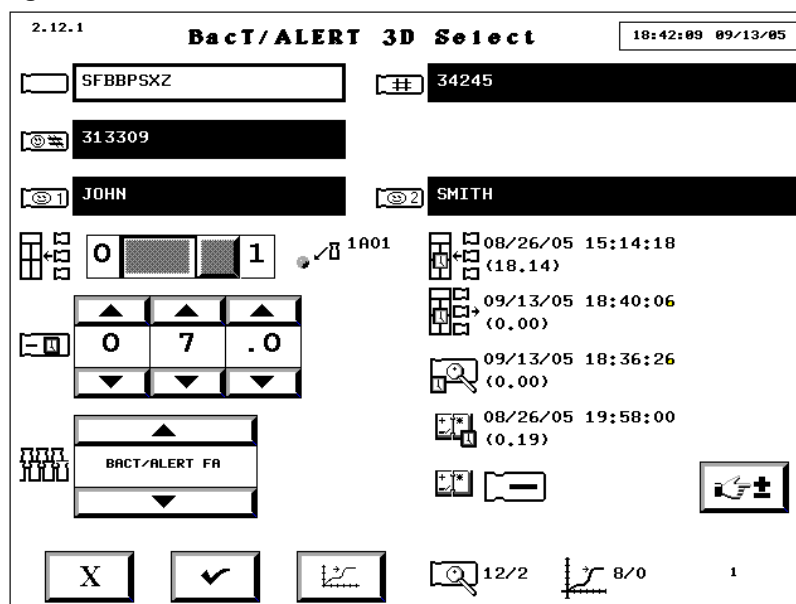 2.12.1
BacT/ALERT 3D Select
18:42:09 09/13/05
SFBBPSXZ
# 34245
# 313309
1 JOHN
2 SMITH
0 1
1A01
08/26/05 15:14:18
(18.14)
09/13/05 18:40:06
(0.00)
0 7 .0
09/13/05 18:36:26
(0.00)
08/26/05 19:58:00
(0.19)
BACT/ALERT FA
+ *
±
X
12/2
8/0
1